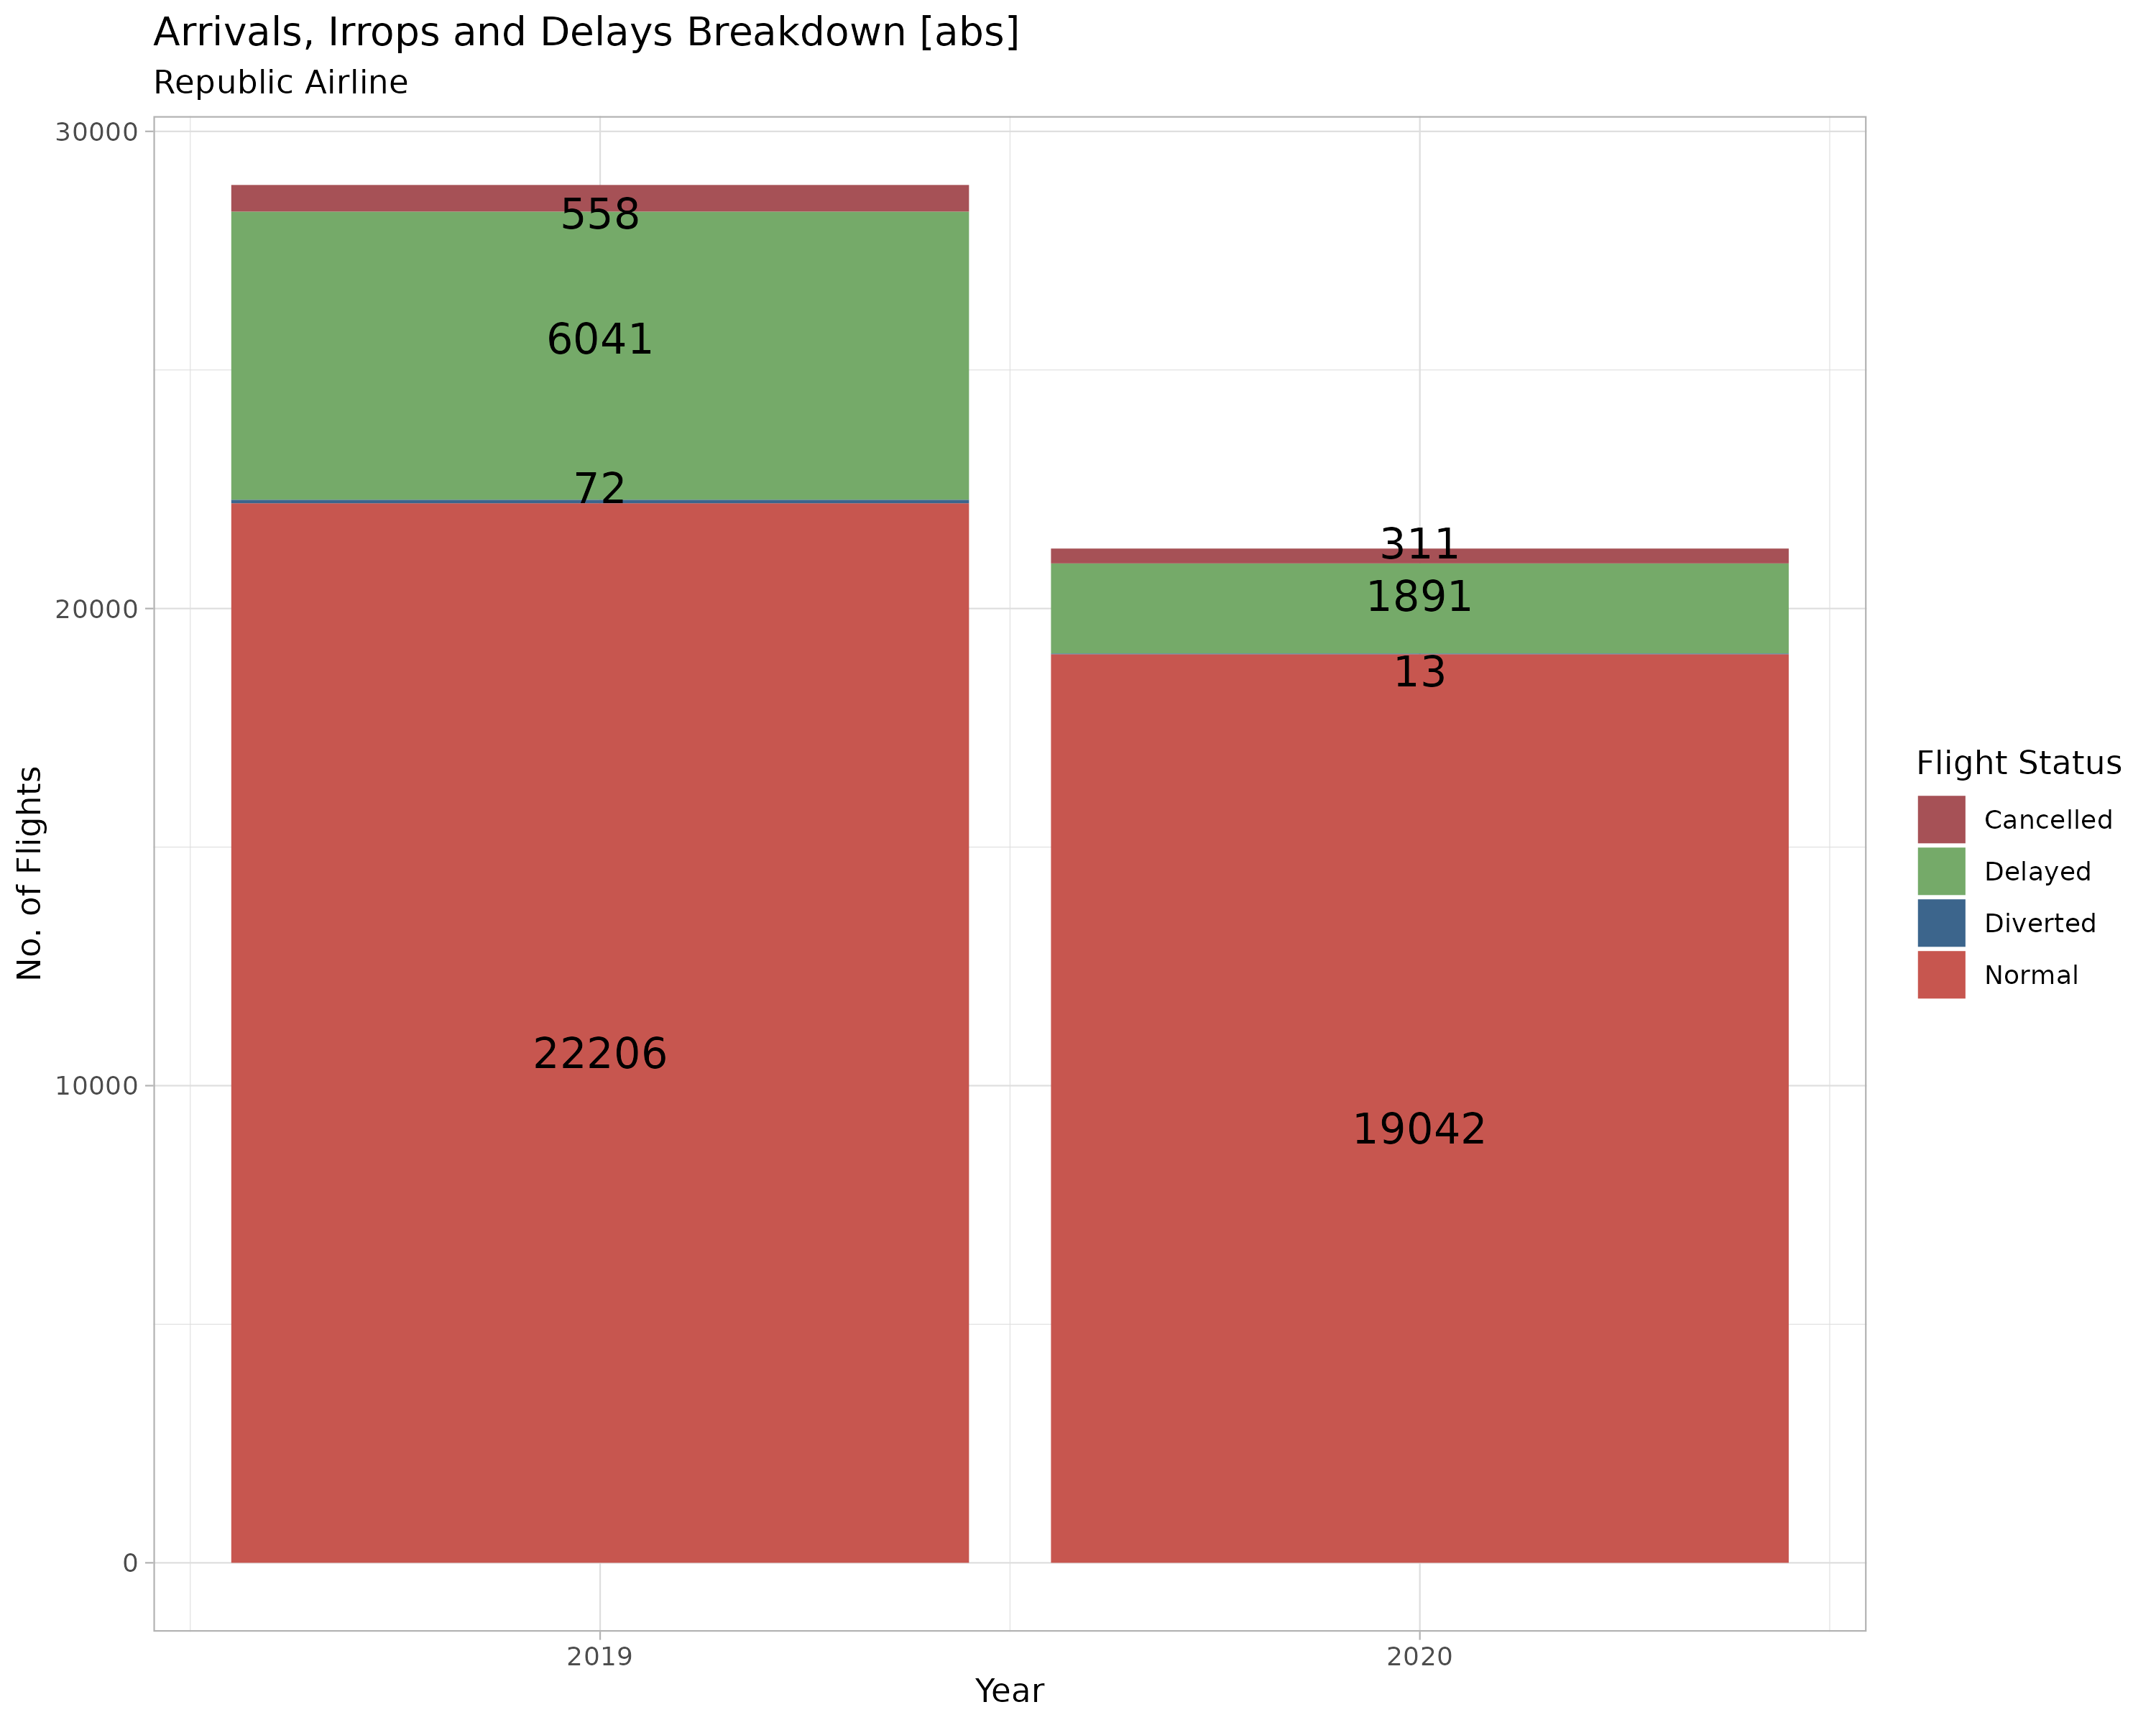 Arrivals, Irrops and Delays Breakdown [abs]
Republic Airline
30000
20000
10000
0
No. of Flights
558
6041
72
22206
311
1891
13
19042
2019
2020
Year
Flight Status
Cancelled
Delayed
Diverted
Normal